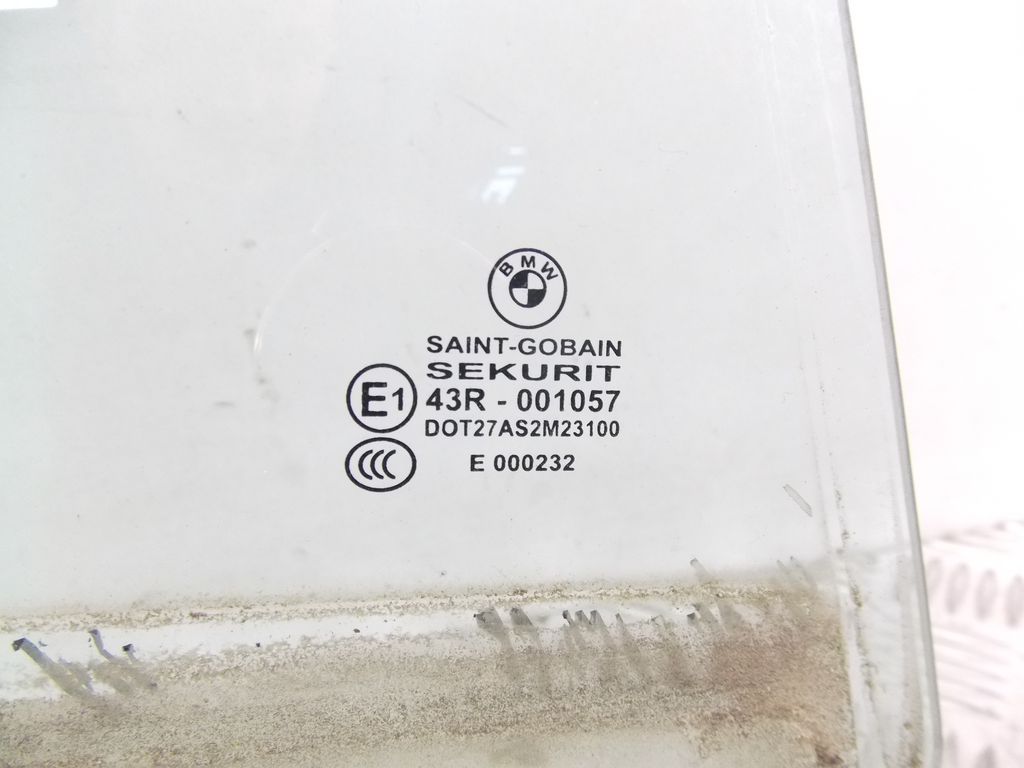 BMW
SAINT-GOBAIN
SEKURIT
E1 43R - 001057
DOT27AS2M23100
CCC E 000232